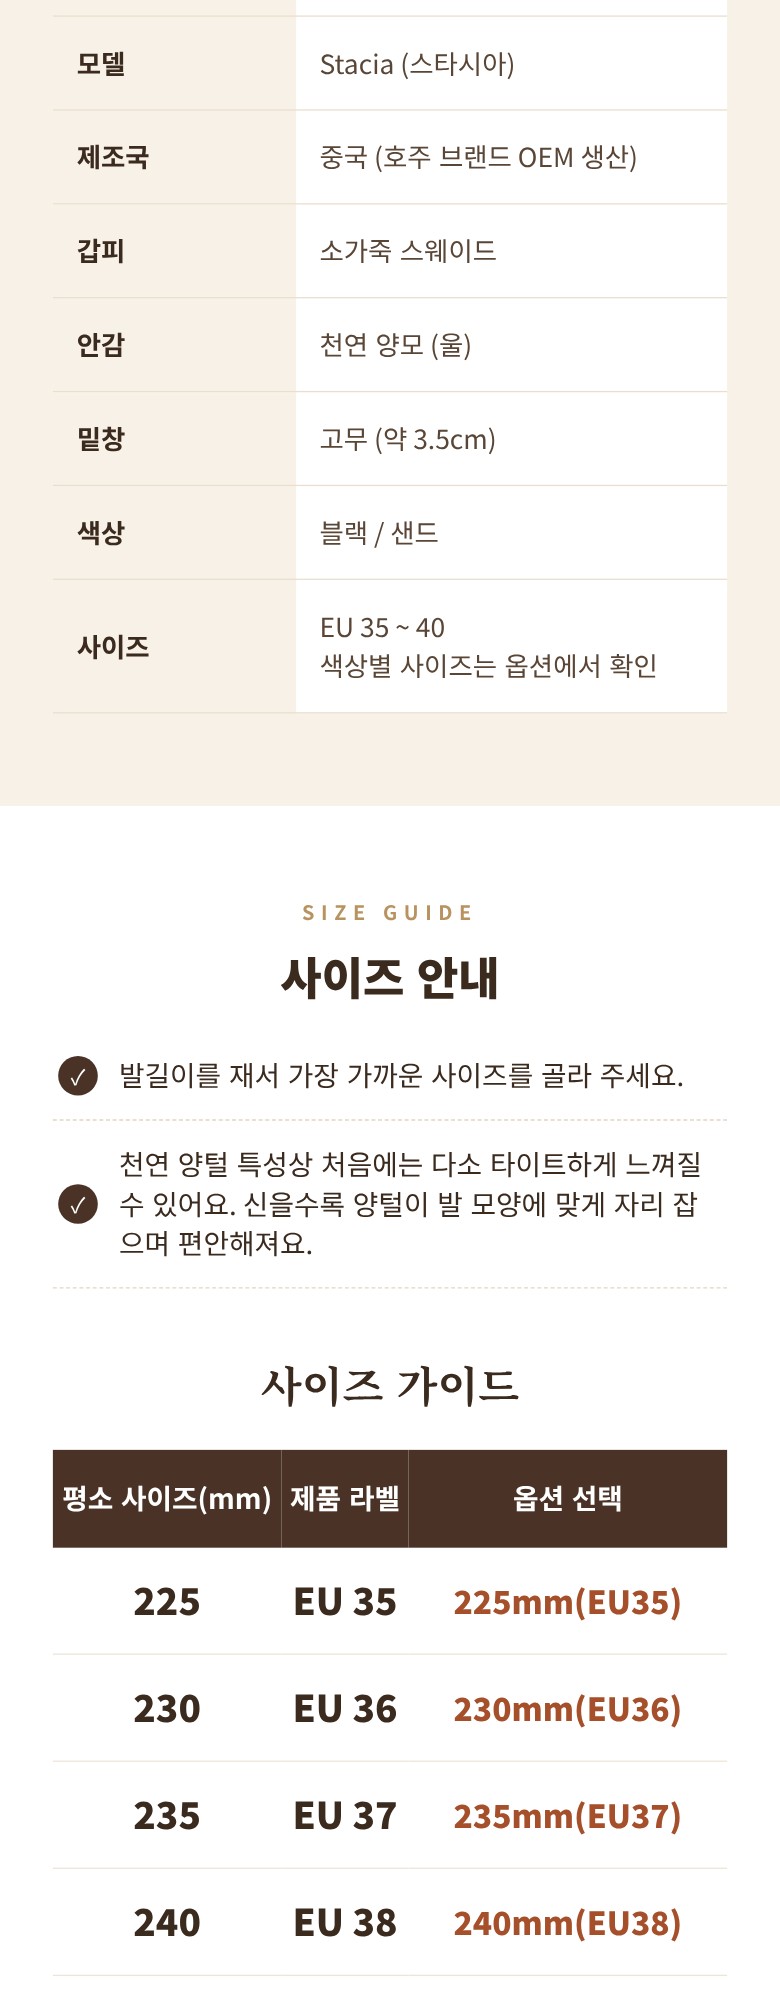 모델
Stacia (스타시아)
제조국
중국 (호주 브랜드 OEM 생산)
갑피
소가죽 스웨이드
안감
천연 양모 (울)
밑창
고무 (약 3.5cm)
색상
블랙 / 샌드
사이즈
EU 35 ~ 40
색상별 사이즈는 옵션에서 확인
SIZE GUIDE
사이즈 안내
✓ 발길이를 재서 가장 가까운 사이즈를 골라 주세요.
천연 양털 특성상 처음에는 다소 타이트하게 느껴질
✓ 수 있어요. 신을수록 양털이 발 모양에 맞게 자리 잡
으며 편안해져요.
사이즈 가이드
평소 사이즈(mm) 제품 라벨 옵션 선택
225 EU 35 225mm(EU35)
230 EU 36 230mm(EU36)
235 EU 37 235mm(EU37)
240 EU 38 240mm(EU38)